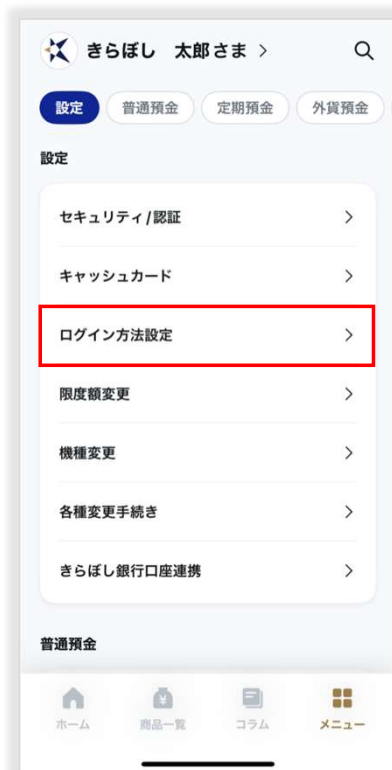 きらぼし　太郎さま
設定
普通預金
定期預金
外貨預金
設定
セキュリティ/認証
キャッシュカード
ログイン方法設定
限度額変更
機種変更
各種変更手続き
きらぼし銀行口座連携
普通預金
ホーム
商品一覧
コラム
メニュー